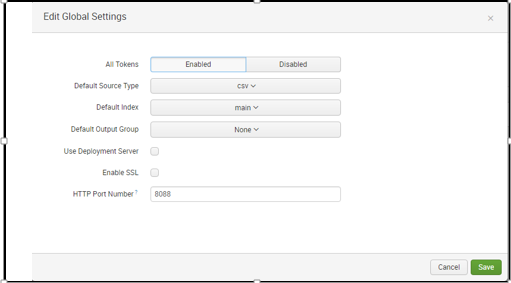 Edit Global Settings ×
All Tokens Enabled Disabled
Default Source Type csv
Default Index main
Default Output Group None
Use Deployment Server
Enable SSL
HTTP Port Number ? 8088
Cancel Save